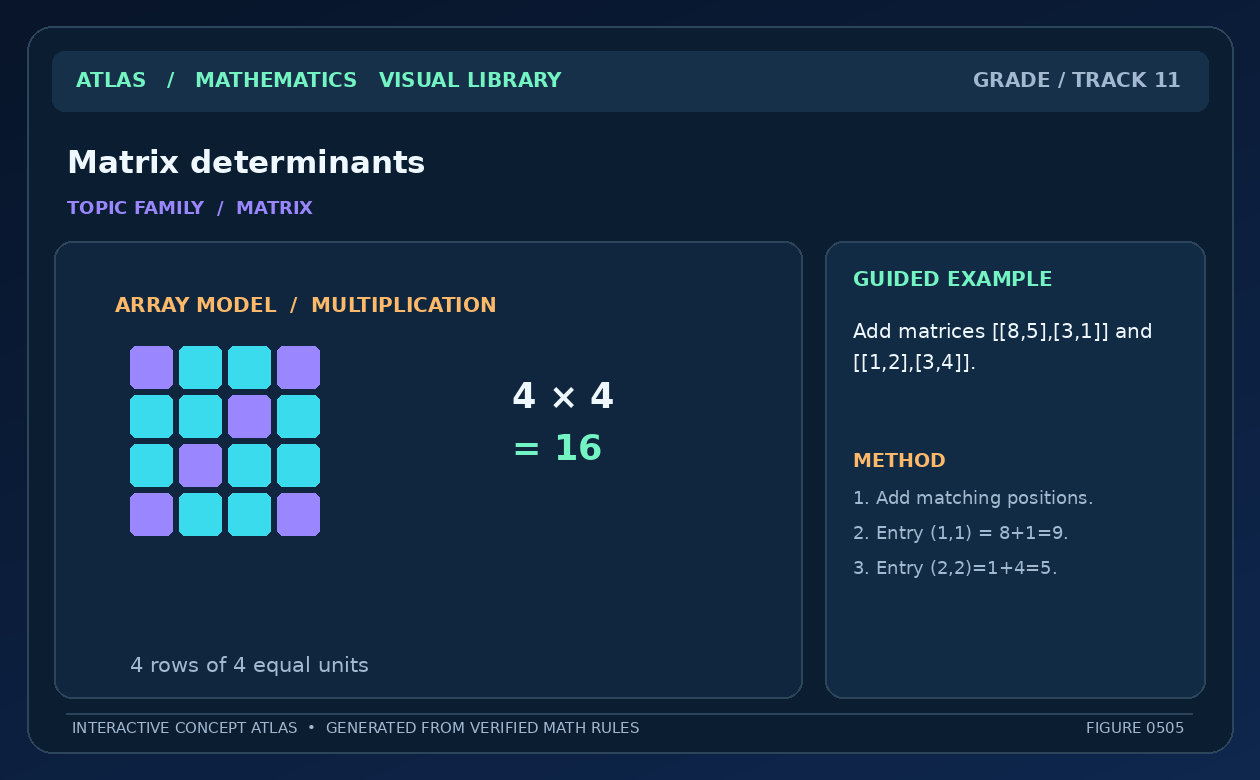 ATLAS / MATHEMATICS VISUAL LIBRARY
GRADE / TRACK 11
Matrix determinants
TOPIC FAMILY / MATRIX
ARRAY MODEL / MULTIPLICATION
4 × 4
= 16
4 rows of 4 equal units
GUIDED EXAMPLE
Add matrices [[8,5],[3,1]] and
[[1,2],[3,4]].
METHOD
1. Add matching positions.
2. Entry (1,1) = 8+1=9.
3. Entry (2,2)=1+4=5.
INTERACTIVE CONCEPT ATLAS • GENERATED FROM VERIFIED MATH RULES
FIGURE 0505